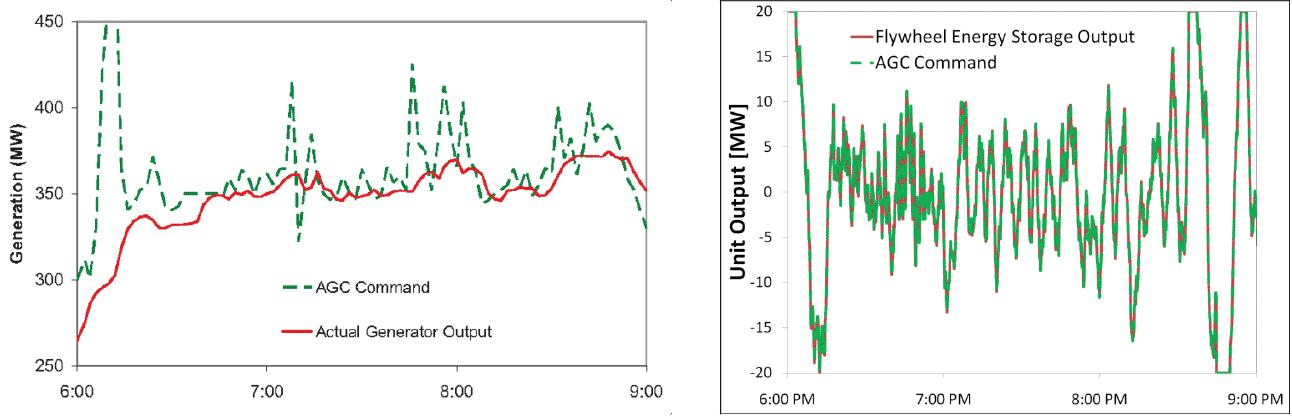 450
400
350
300
250
Generation (MW)
AGC Command
Actual Generator Output
6:00
7:00
8:00
9:00
20
15
10
5
0
-5
-10
-15
-20
Unit Output [MW]
Flywheel Energy Storage Output
AGC Command
6:00 PM
7:00 PM
8:00 PM
9:00 PM